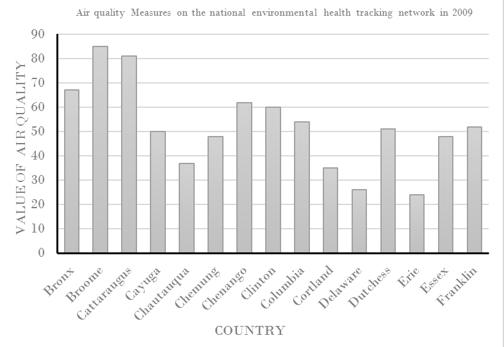 Air quality Measures on the national environmental health tracking network in 2009
VALUE OF AIR QUALITY
90
80
70
60
50
40
30
20
10
0
Bronx
Broome
Cattarangus
Cayuga
Chautauqua
Chemung
Chenango
Clinton
Columbia
Cortland
Delaware
Dutchess
Erie
Essex
Franklin
COUNTRY